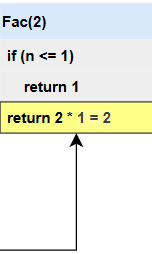 Fac(2)
if (n <= 1)
return 1
return 2 * 1 = 2